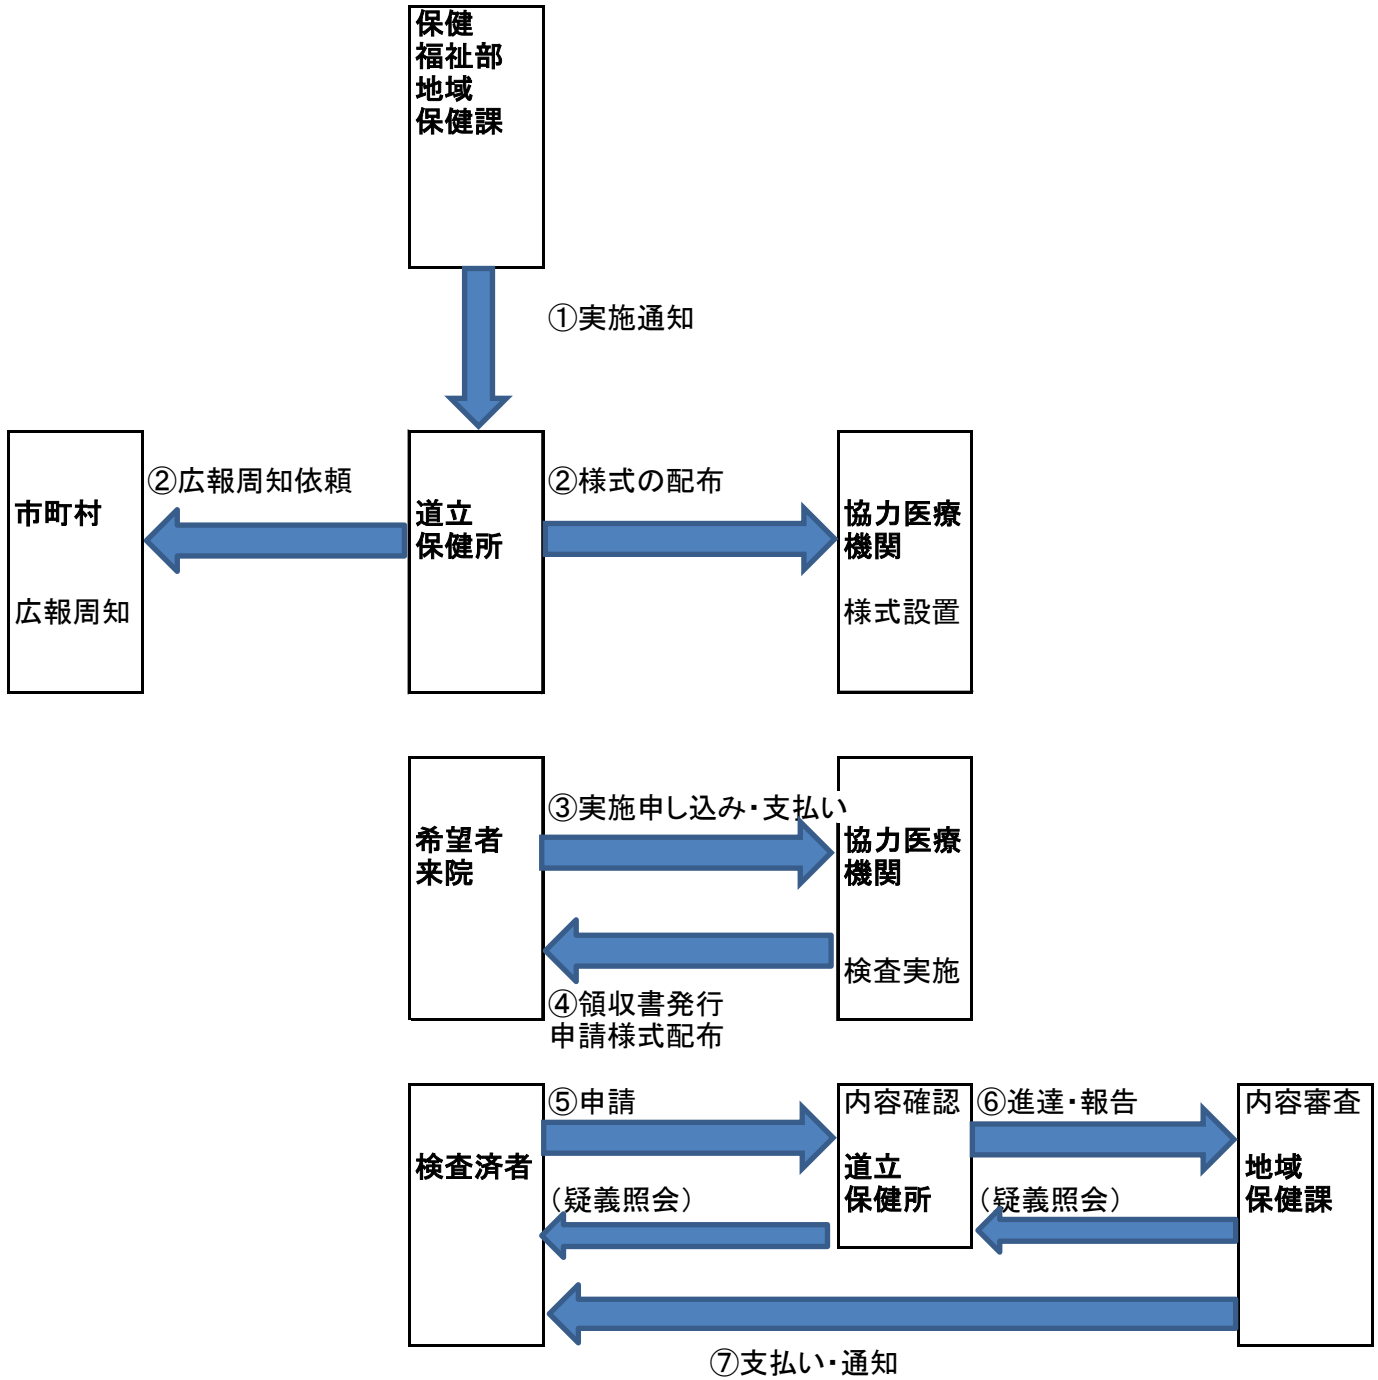 保健
福祉部
地域
保健課
①実施通知
②広報周知依頼
②様式の配布
市町村
広報周知
道立
保健所
協力医療
機関
様式設置
希望者
来院
③実施申し込み・支払い
協力医療
機関
検査実施
④領収書発行
申請様式配布
検査済者
⑤申請
(疑義照会)
内容確認
道立
保健所
⑥進達・報告
(疑義照会)
内容審査
地域
保健課
⑦支払い・通知